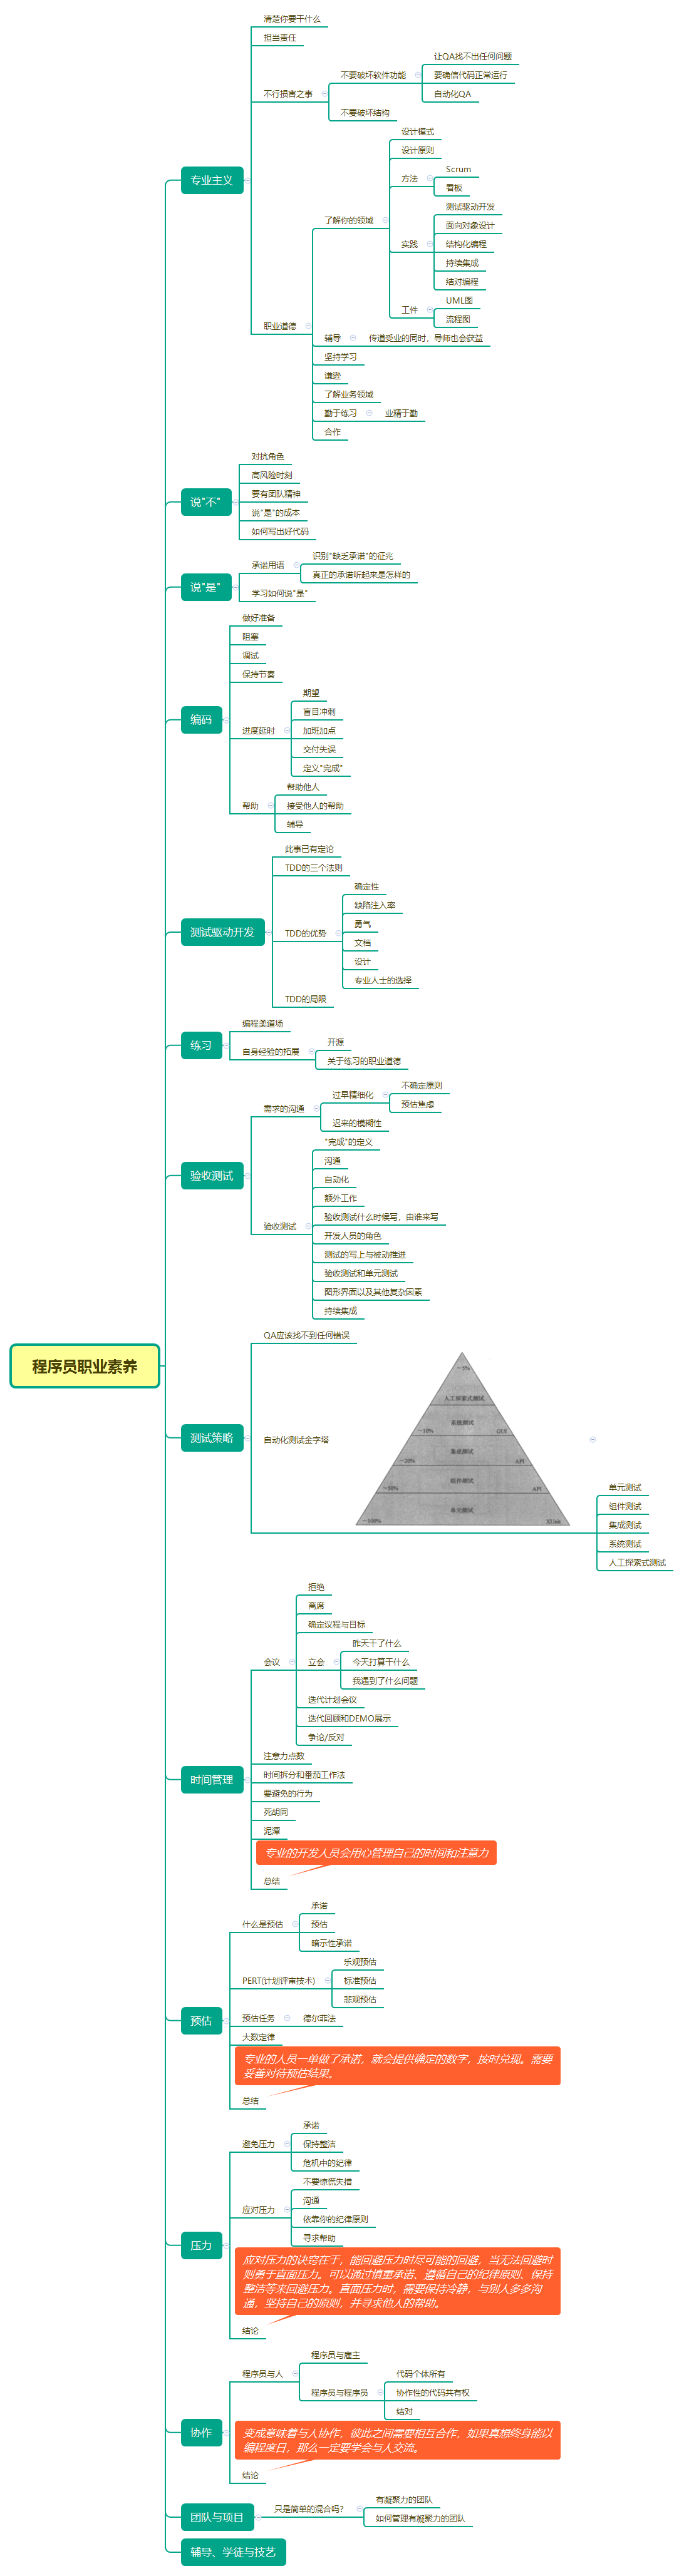 程序员职业素养
专业主义
清楚你要干什么
担当责任
不行损害之事
不要破坏软件功能
让QA找不出任何问题
要确信代码正常运行
自动化QA
不要破坏结构
职业道德
了解你的领域
设计模式
设计原则
方法
Scrum
看板
实践
测试驱动开发
面向对象设计
结构化编程
持续集成
结对编程
工件
UML图
流程图
辅导
传道受业的同时，导师也会获益
坚持学习
谦逊
了解业务领域
勤于练习
业精于勤
合作
说"不"
对抗角色
高风险时刻
要有团队精神
说"是"的成本
如何写出好代码
说"是"
承诺用语
识别"缺乏承诺"的征兆
真正的承诺听起来是怎样的
学习如何说"是"
编码
做好准备
阻塞
调试
保持节奏
进度延时
期望
盲目冲刺
加班加点
交付失误
定义"完成"
帮助
帮助他人
接受他人的帮助
辅导
测试驱动开发
此事已有定论
TDD的三个法则
TDD的优势
确定性
缺陷注入率
勇气
文档
设计
专业人士的选择
TDD的局限
练习
编程柔道场
自身经验的拓展
开源
关于练习的职业道德
验收测试
需求的沟通
过早精细化
不确定原则
预估焦虑
迟来的模糊性
验收测试
"完成"的定义
沟通
自动化
额外工作
验收测试什么时候写，由谁来写
开发人员的角色
测试的写上与被动推进
验收测试和单元测试
图形界面以及其他复杂因素
持续集成
测试策略
QA应该找不到任何错误
自动化测试金字塔
~5%
人工探索式测试
系统测试
~10%
GUI
集成测试
~20%
API
组件测试
~50%
API
单元测试
~100%
XUnit
单元测试
组件测试
集成测试
系统测试
人工探索式测试
时间管理
会议
拒绝
离席
确定议程与目标
立会
昨天干了什么
今天打算干什么
我遇到了什么问题
迭代计划会议
迭代回顾和DEMO展示
争论/反对
注意力点数
时间拆分和番茄工作法
要避免的行为
死胡同
泥潭
专业的开发人员会用心管理自己的时间和注意力
总结
预估
什么是预估
承诺
预估
暗示性承诺
PERT(计划评审技术)
乐观预估
标准预估
悲观预估
预估任务
德尔菲法
大数定律
专业的人员一单做了承诺，就会提供确定的数字，按时兑现。需要
妥善对待预估结果。
总结
压力
避免压力
承诺
保持整洁
危机中的纪律
应对压力
不要惊慌失措
沟通
依靠你的纪律原则
寻求帮助
应对压力的诀窍在于，能回避压力时尽可能的回避，当无法回避时
则勇于直面压力。可以通过慎重承诺、遵循自己的纪律原则、保持
整洁等来回避压力。直面压力时，需要保持冷静，与别人多多沟
通，坚持自己的原则，并寻求他人的帮助。
结论
协作
程序员与人
程序员与雇主
程序员与程序员
代码个体所有
协作性的代码共有权
结对
变成意味着与人协作，彼此之间需要相互合作，如果真想终身能以
编程度日，那么一定要学会与人交流。
结论
团队与项目
只是简单的混合吗？
有凝聚力的团队
如何管理有凝聚力的团队
辅导、学徒与技艺